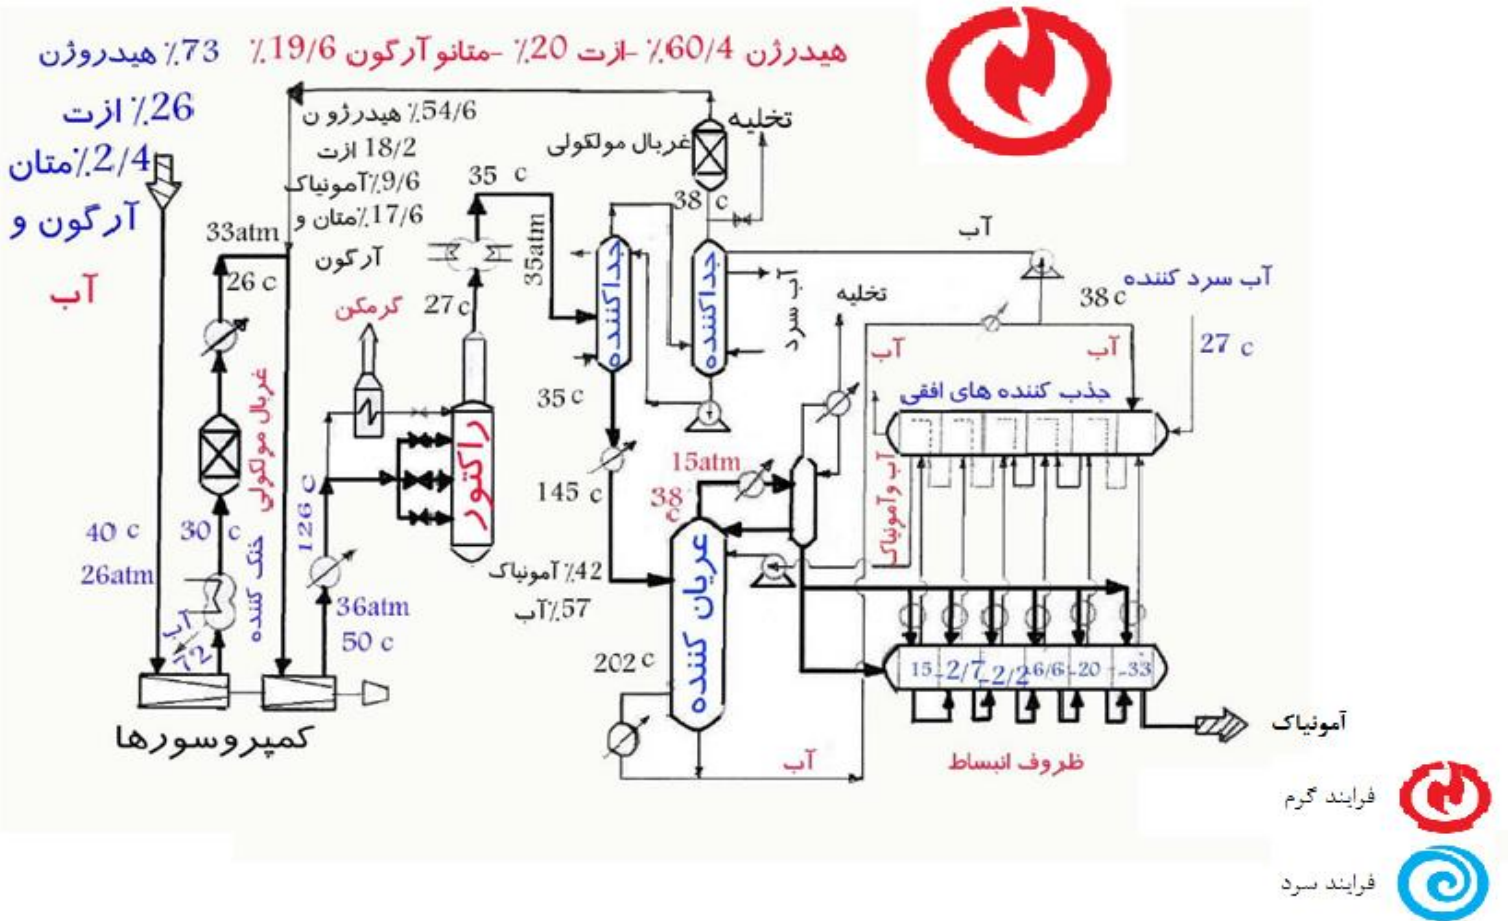 هیدرژن 60/4٪ -ازت 20٪ -متانو آرگون 19/6٪
73٪ هیدروژن
26٪ ازت
2/4٪متان
آرگون و
آب
54/6٪ هیدرژو ن
18/2 ازت
9/6٪آمونیاک
17/6٪متان و
آرگون
33atm
26 c
غربال مولکولی
30 c
40 c
26atm
خنک کننده
آب
72
کمپروسورها
126 c
36atm
50 c
گرمکن
راکتور
27 c
35 c
35atm
جداکننده
35 c
145 c
42٪ آمونیاک
57٪آب
202 c
غربال مولکولی
تخلیه
38 c
جداکننده
آب سرد
آب
تخلیه
15atm
38
c
عریان کننده
آب
آب سرد کننده
38 c
27 c
آب
آب
جذب کننده های افقی
آب و آمونیاک
15
-2/7
-2/2
-6/6
-20
-33
ظروف انبساط
آمونیاک
فرایند گرم
فرایند سرد